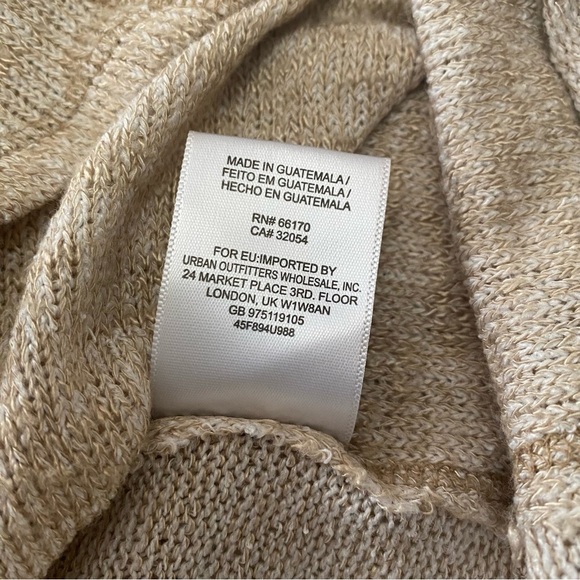 MADE IN GUATEMALA/
FEITO EM GUATEMALA/
HECHO EN GUATEMALA
RN# 66170
CA# 32054
FOR EU:IMPORTED BY
URBAN OUTFITTERS WHOLESALE, INC.
24 MARKET PLACE 3RD. FLOOR
LONDON, UK W1W8AN
GB 975119105
45F894U988